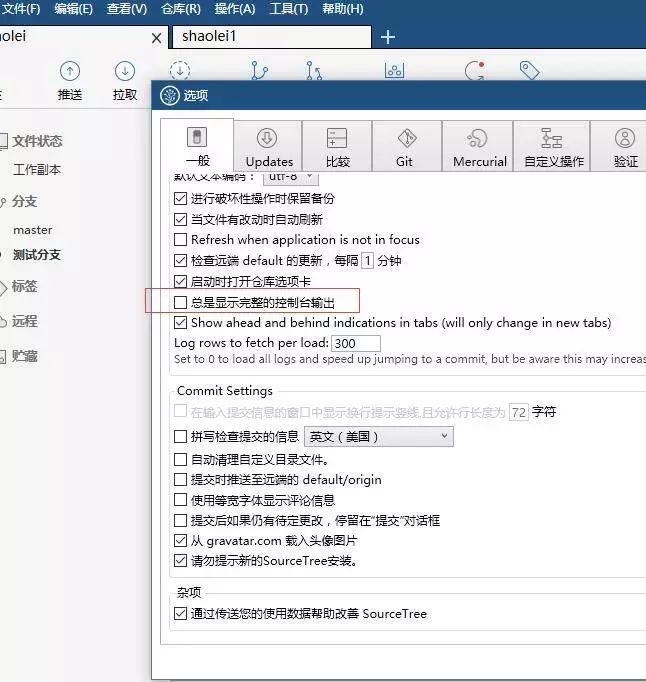 文件(F) 编辑(E) 查看(V) 仓库(R) 操作(A) 工具(T) 帮助(H)
olei shaolei1
推送 拉取
选项
一般 Updates 比较 Git Mercurial 自定义操作 验证
文件状态
工作副本
分支
master
测试分支
标签
远程
贮藏
默认文本编码： utf-8
进行破坏性操作时保留备份
当文件有改动时自动刷新
Refresh when application is not in focus
检查远端 default 的更新，每隔 1 分钟
启动时打开仓库选项卡
总是显示完整的控制台输出
Show ahead and behind indications in tabs (will only change in new tabs)
Log rows to fetch per load: 300
Set to 0 to load all logs and speed up jumping to a commit, but be aware this may increas
Commit Settings
在输入提交信息的窗口中显示换行提示竖线,且允许行长度为 72 字符
拼写检查提交的信息 英文（美国）
自动清理自定义目录文件。
提交时推送至远端的 default/origin
使用等宽字体显示评论信息
提交后如果仍有待定更改，停留在“提交”对话框
从 gravatar.com 载入头像图片
请勿提示新的SourceTree安装。
杂项
通过传送您的使用数据帮助改善 SourceTree